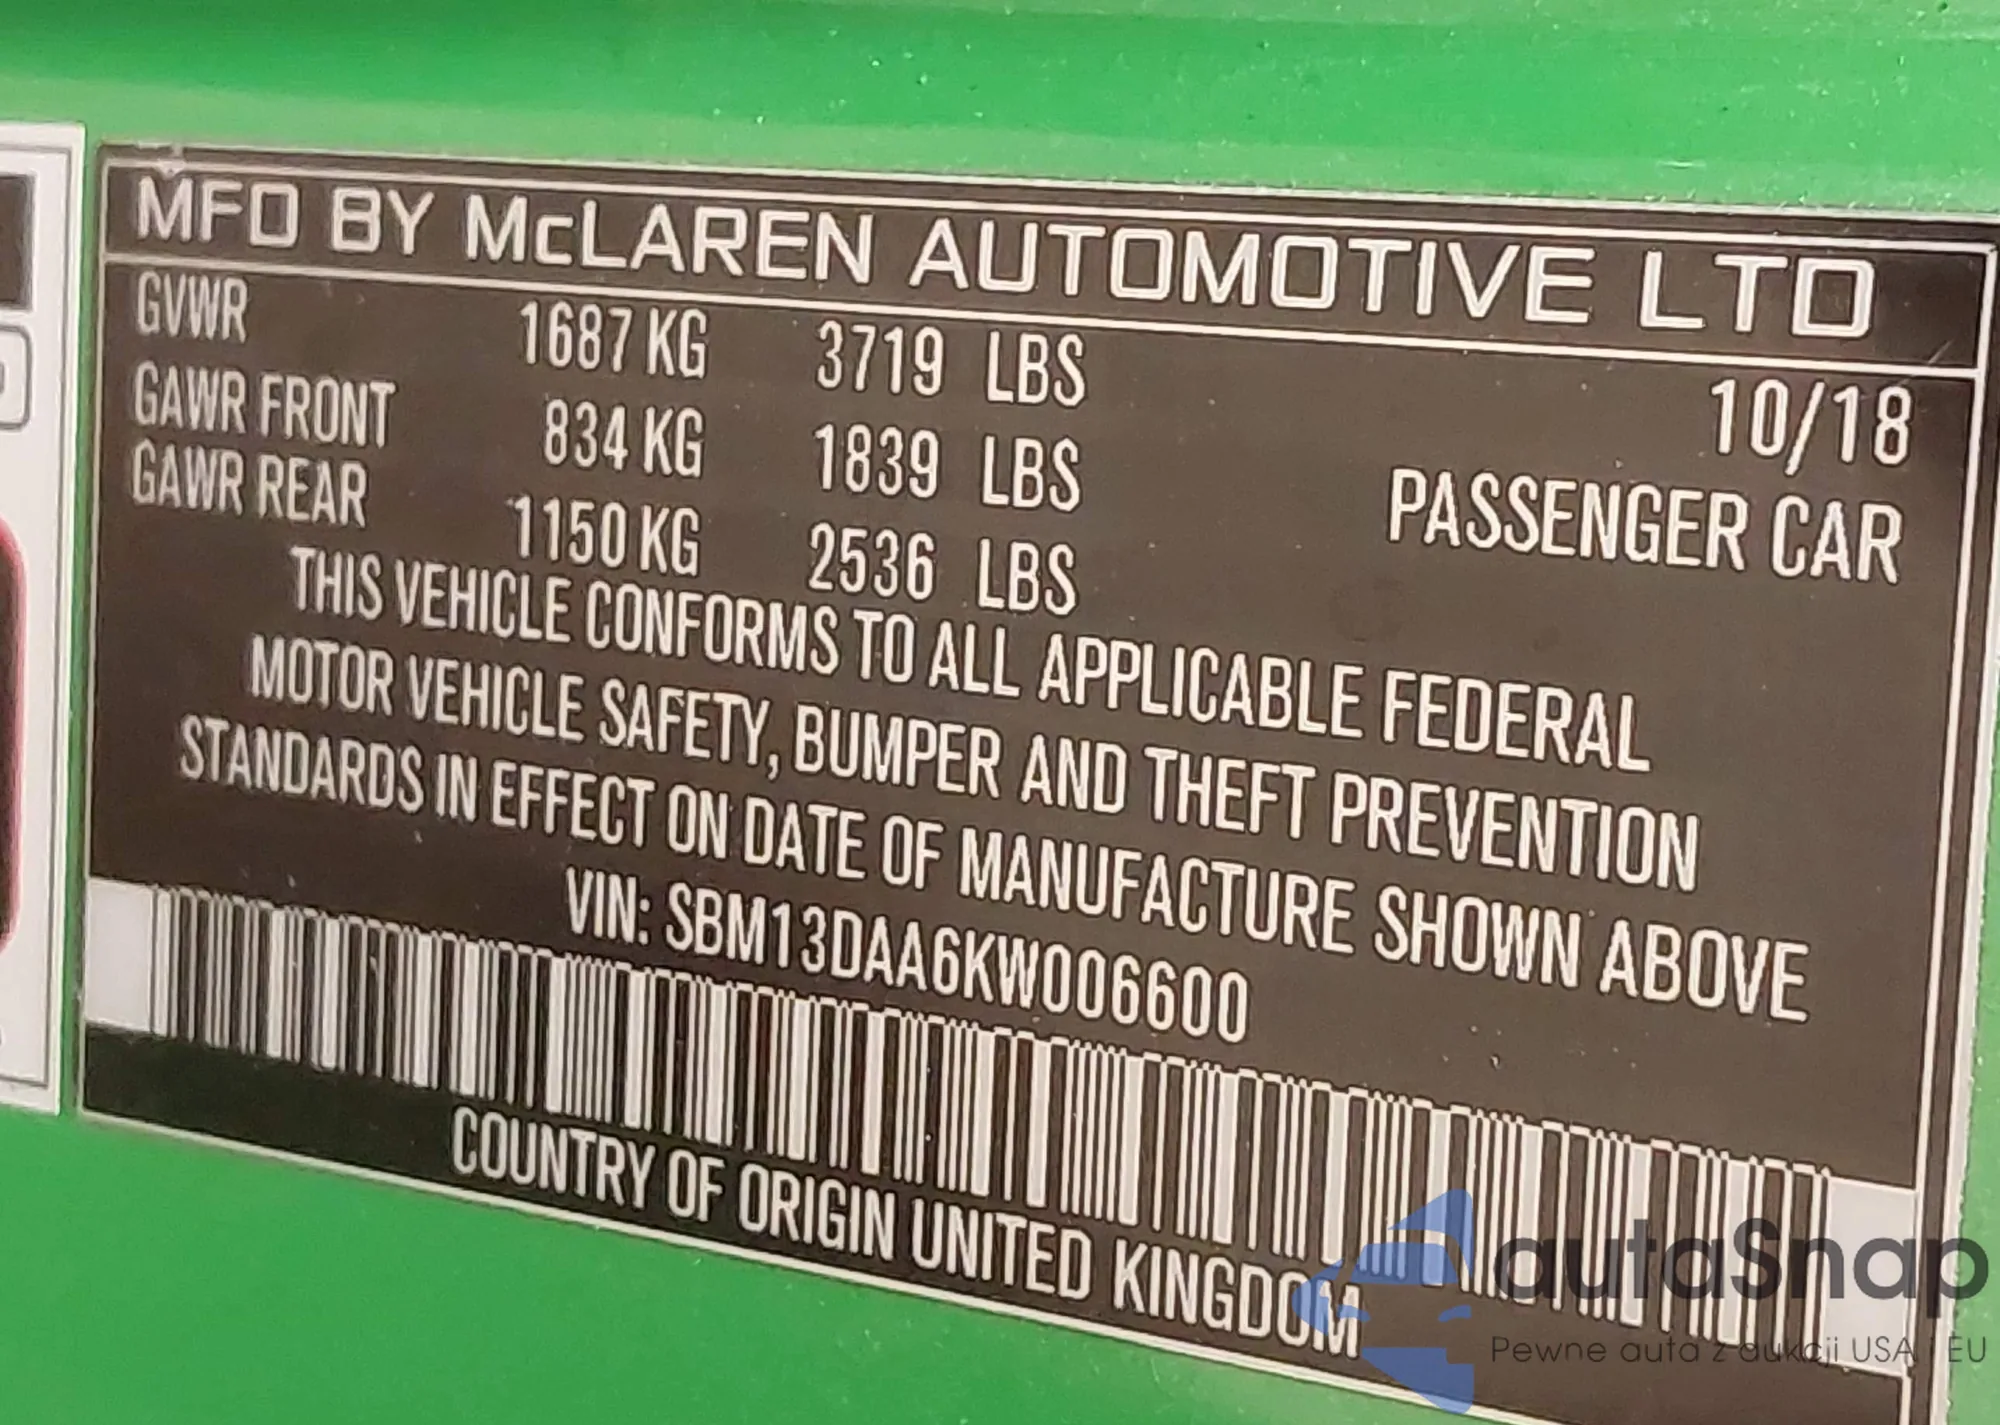 MFD BY McLAREN AUTOMOTIVE LTD
GVWR 1687 KG 3719 LBS 10/18
GAWR FRONT 834 KG 1839 LBS PASSENGER CAR
GAWR REAR 1150 KG 2536 LBS
THIS VEHICLE CONFORMS TO ALL APPLICABLE FEDERAL
MOTOR VEHICLE SAFETY, BUMPER AND THEFT PREVENTION
STANDARDS IN EFFECT ON DATE OF MANUFACTURE SHOWN ABOVE
VIN: SBM13DAA6KW006600
COUNTRY OF ORIGIN UNITED KINGDOM
autaSnap
Pewne auta z aukcji USA i EU